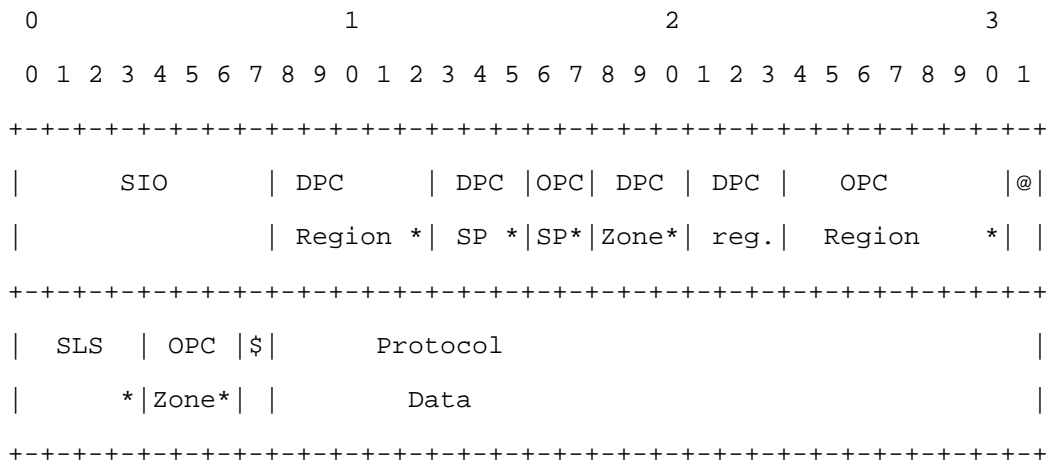 0                   1                   2                   3
 0 1 2 3 4 5 6 7 8 9 0 1 2 3 4 5 6 7 8 9 0 1 2 3 4 5 6 7 8 9 0 1
+-+-+-+-+-+-+-+-+-+-+-+-+-+-+-+-+-+-+-+-+-+-+-+-+-+-+-+-+-+-+-+-+
|      SIO      | DPC     | DPC |OPC| DPC | DPC |   OPC       |@|
|               | Region *| SP *|SP*|Zone*| reg.|  Region    *| |
+-+-+-+-+-+-+-+-+-+-+-+-+-+-+-+-+-+-+-+-+-+-+-+-+-+-+-+-+-+-+-+-+
|  SLS  | OPC |$|      Protocol                                 |
|      *|Zone*| |        Data                                   |
+-+-+-+-+-+-+-+-+-+-+-+-+-+-+-+-+-+-+-+-+-+-+-+-+-+-+-+-+-+-+-+-+